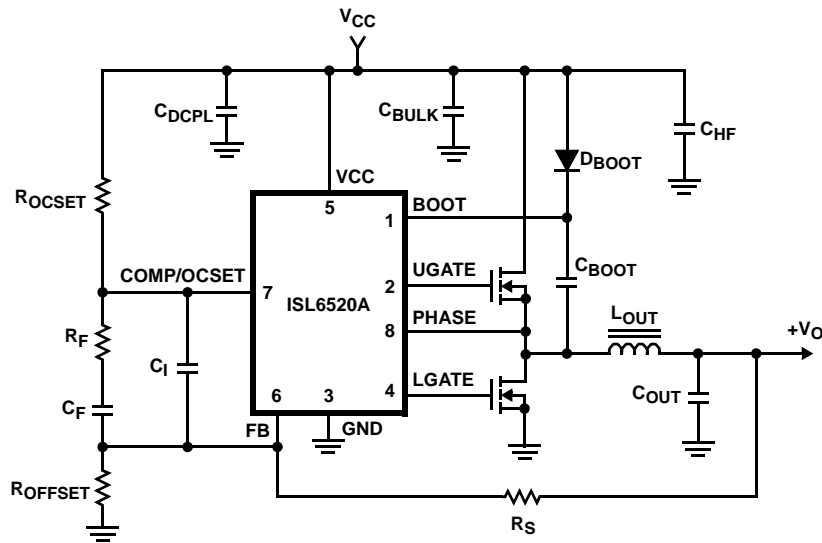 VCC
CDCPL
CBULK
CHF
DBOOT
VCC
ROCSET
5
BOOT
1
CBOOT
COMP/OCSET
UGATE
7
ISL6520A
2
PHASE
LOUT
RF
8
+VO
CI
LGATE
4
COUT
CF
6
3
FB
GND
ROFFSET
RS